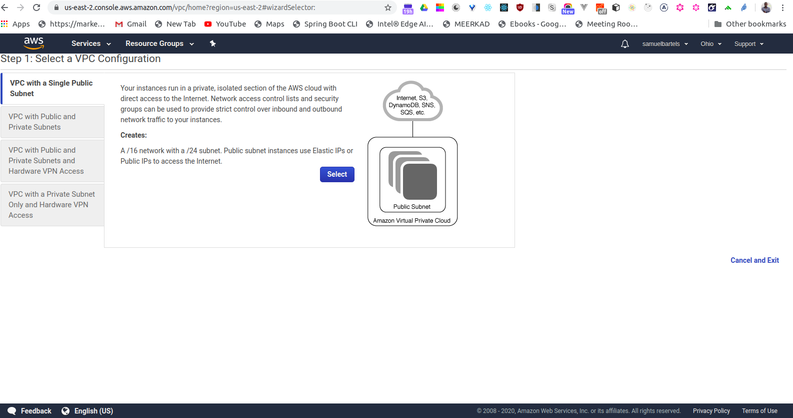 us-east-2.console.aws.amazon.com/vpc/home?region=us-east-2#wizardSelector:
Apps https://marke... Gmail New Tab YouTube Maps Spring Boot CLI Intel® Edge AI... MEERKAD Ebooks - Goog... Meeting Roo... Other bookmarks
aws Services Resource Groups samuelbartels Ohio Support
Step 1: Select a VPC Configuration
VPC with a Single Public
Subnet
VPC with Public and
Private Subnets
VPC with Public and
Private Subnets and
Hardware VPN Access
VPC with a Private Subnet
Only and Hardware VPN
Access
Your instances run in a private, isolated section of the AWS cloud with
direct access to the Internet. Network access control lists and security
groups can be used to provide strict control over inbound and outbound
network traffic to your instances.
Creates:
A /16 network with a /24 subnet. Public subnet instances use Elastic IPs or
Public IPs to access the Internet.
Select
Internet, S3,
DynamoDB, SNS,
SQS, etc.
Public Subnet
Amazon Virtual Private Cloud
Cancel and Exit
Feedback English (US) © 2008 - 2020, Amazon Web Services, Inc. or its affiliates. All rights reserved. Privacy Policy Terms of Use